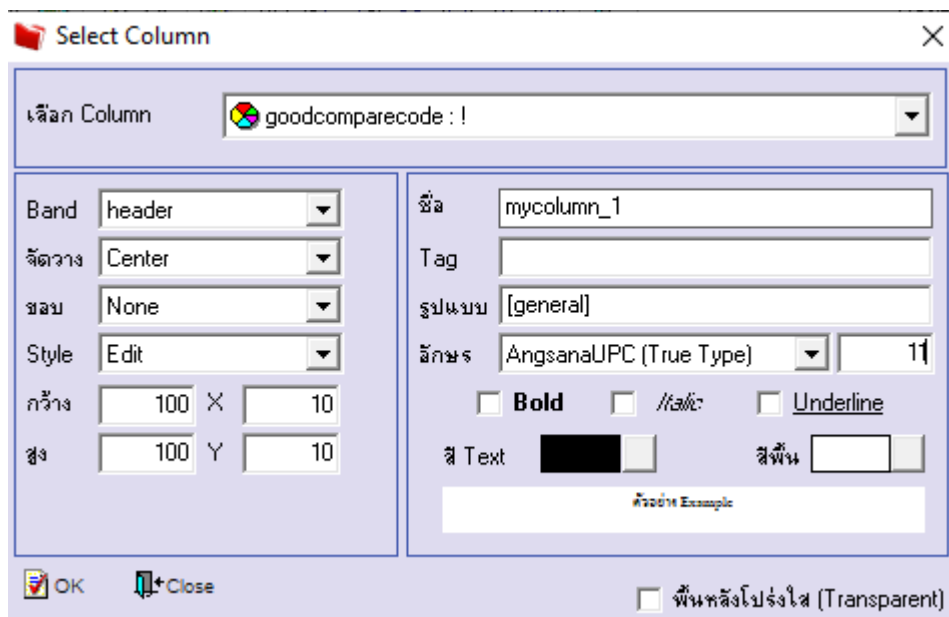 Select Column
เลือก Column goodcomparecode : !
Band header
จัดวาง Center
ขอบ None
Style Edit
กว้าง 100 X 10
สูง 100 Y 10
ชื่อ mycolumn_1
Tag
รูปแบบ [general]
อักษร AngsanaUPC (True Type) 11
Bold Italic Underline
สี Text สีพื้น
ตัวอย่าง Example
OK Close
พื้นหลังโปร่งใส (Transparent)